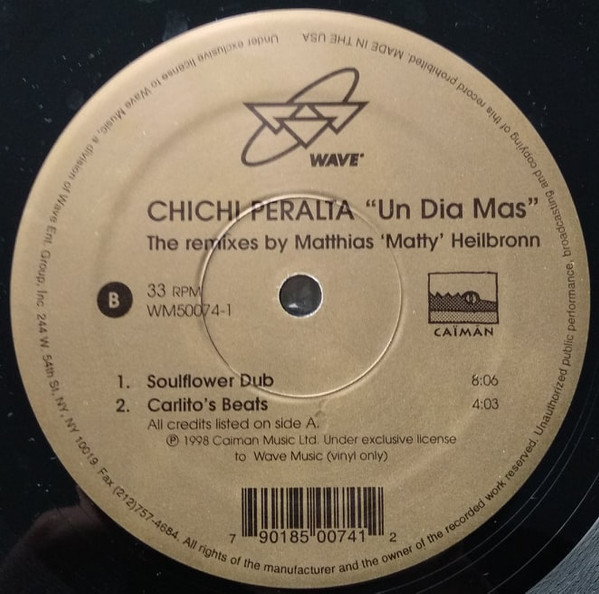 WAVE
CHICHI PERALTA "Un Dia Mas"
The remixes by Matthias 'Matty' Heilbronn
B
33 RPM
WM50074-1
CAÏMÁN
1. Soulflower Dub 8:06
2. Carlito's Beats 4:03
All credits listed on side A.
℗ 1998 Caiman Music Ltd. Under exclusive license
to Wave Music (vinyl only)
7 90185 00741 2
Under exclusive license to Wave Music, a division of Wave Ent. Group, Inc. 244 W. 54th St, NY, NY 10019. Fax (212)757-4684. All rights of the manufacturer and the owner of the recorded work reserved. Unauthorized public performance, broadcasting and copying of this record prohibited. MADE IN THE USA